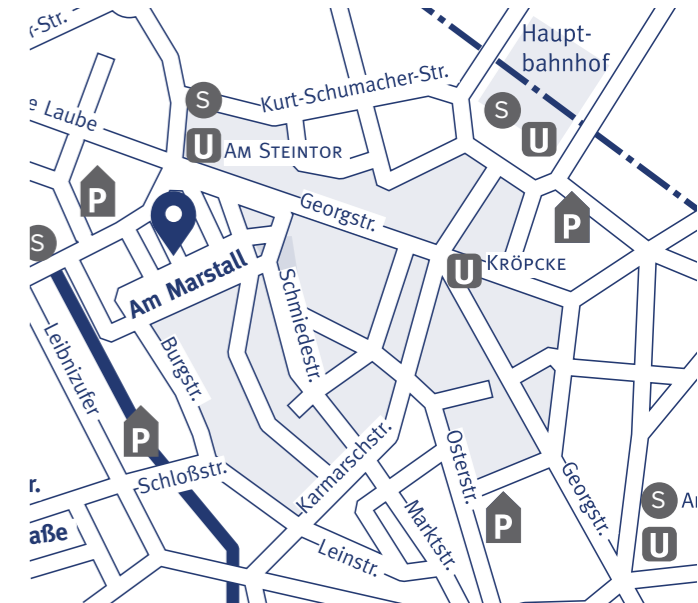 r-Str.
Haupt-
bahnhof
S
Kurt-Schumacher-Str.
S
U
e Laube
U
AM STEINTOR
P
Georgstr.
P
S
U
KRÖPCKE
Am Marstall
Schmiedestr.
Leibnizufer
Burgstr.
P
Karmarschstr.
Osterstr.
Schloßstr.
Georgstr.
r.
S
P
Marktstr.
aße
U
Leinstr.